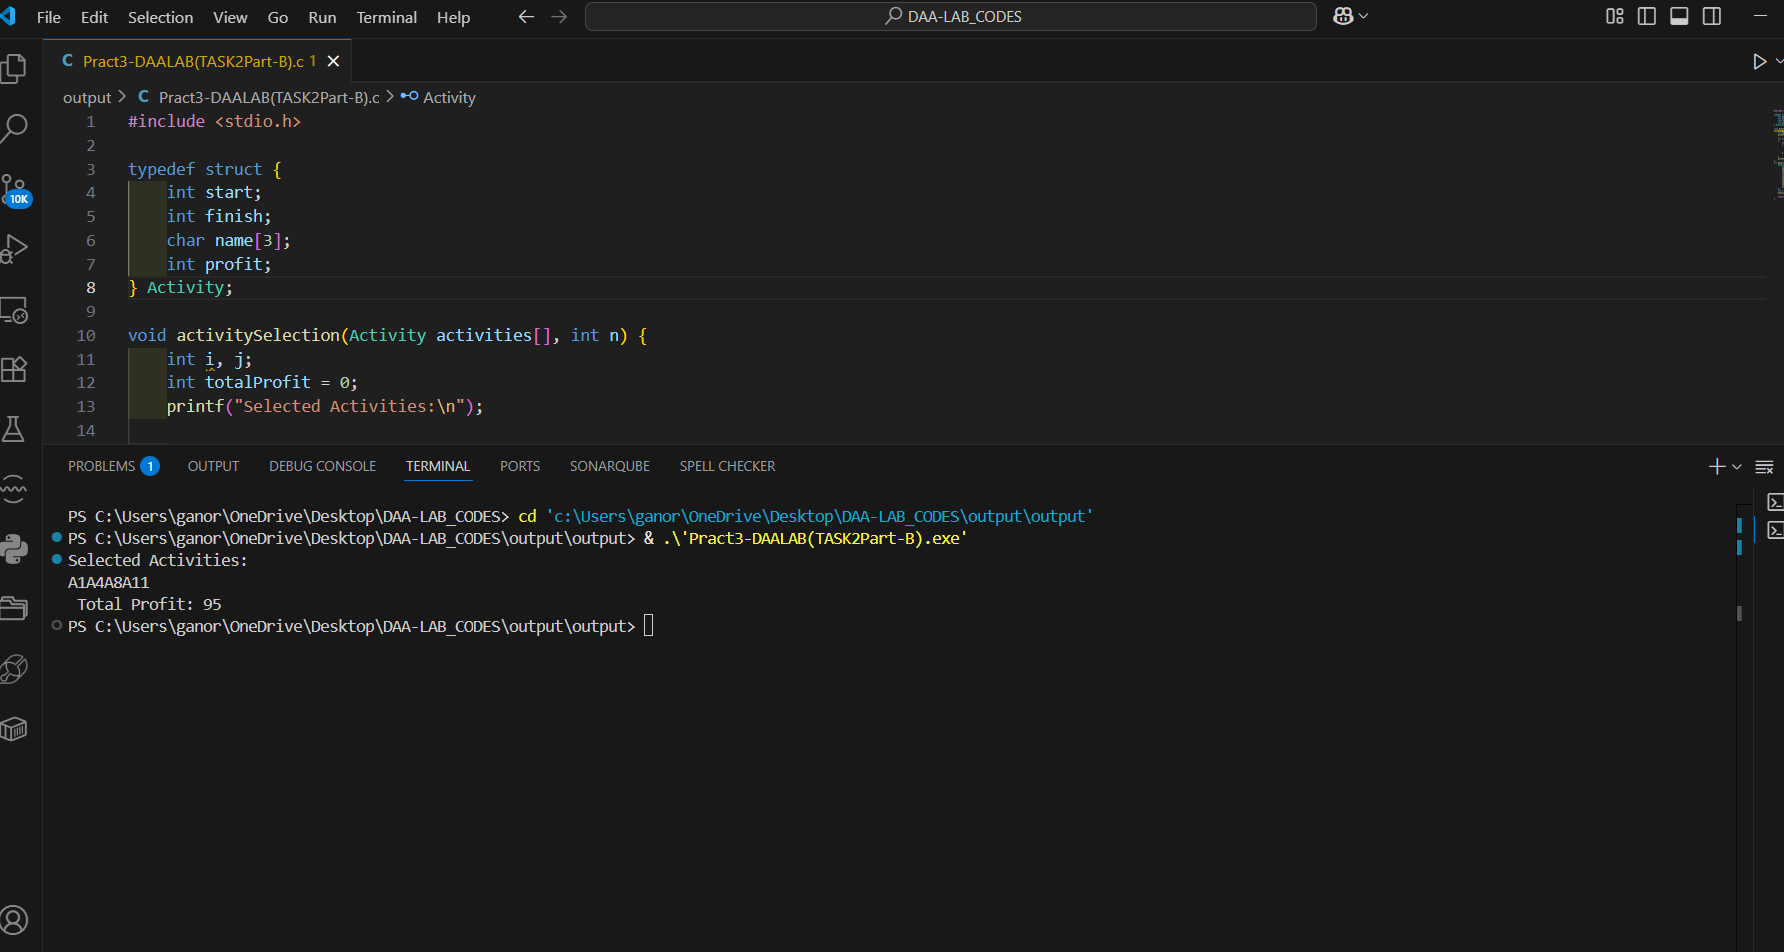 File Edit Selection View Go Run Terminal Help DAA-LAB_CODES
C Pract3-DAALAB(TASK2Part-B).c 1
output > C Pract3-DAALAB(TASK2Part-B).c > Activity
1 #include <stdio.h>
2
3 typedef struct {
4 int start;
5 int finish;
6 char name[3];
7 int profit;
8 } Activity;
9
10 void activitySelection(Activity activities[], int n) {
11 int i, j;
12 int totalProfit = 0;
13 printf("Selected Activities:\n");
14
10K
PROBLEMS 1 OUTPUT DEBUG CONSOLE TERMINAL PORTS SONARQUBE SPELL CHECKER
PS C:\Users\ganor\OneDrive\Desktop\DAA-LAB_CODES> cd 'c:\Users\ganor\OneDrive\Desktop\DAA-LAB_CODES\output\output'
PS C:\Users\ganor\OneDrive\Desktop\DAA-LAB_CODES\output\output> & .\'Pract3-DAALAB(TASK2Part-B).exe'
Selected Activities:
A1A4A8A11
Total Profit: 95
PS C:\Users\ganor\OneDrive\Desktop\DAA-LAB_CODES\output\output>